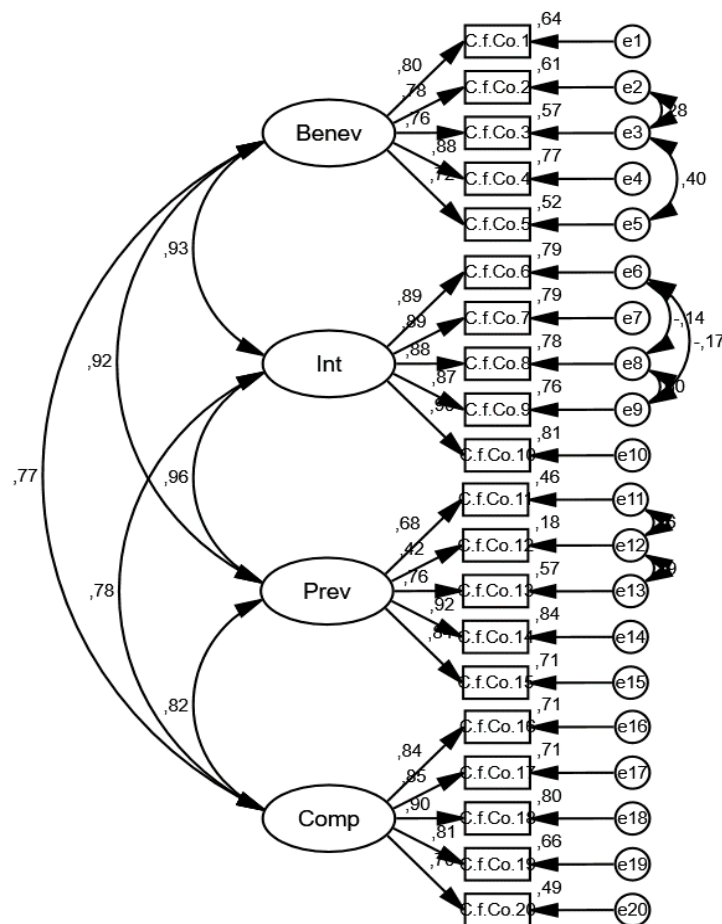 ,64
C.f.Co.1
e1
,80
,61
C.f.Co.2
e2
,78
,57
C.f.Co.3
e3
,28
,76
Benev
,77
C.f.Co.4
e4
,88
,40
,52
C.f.Co.5
e5
,72
,93
,79
C.f.Co.6
e6
,89
,79
C.f.Co.7
e7
,89
-,14
-,17
,78
C.f.Co.8
e8
,88
Int
,92
,76
C.f.Co.9
e9
,87
,81
C.f.Co.10
e10
,77
,96
,46
C.f.Co.11
e11
,68
,18
C.f.Co.12
e12
,42
,57
C.f.Co.13
e13
,76
Prev
,78
,84
C.f.Co.14
e14
,92
,71
C.f.Co.15
e15
,82
,71
C.f.Co.16
e16
,84
,71
C.f.Co.17
e17
,85
,80
C.f.Co.18
e18
,90
Comp
,66
C.f.Co.19
e19
,81
,49
C.f.Co.20
e20